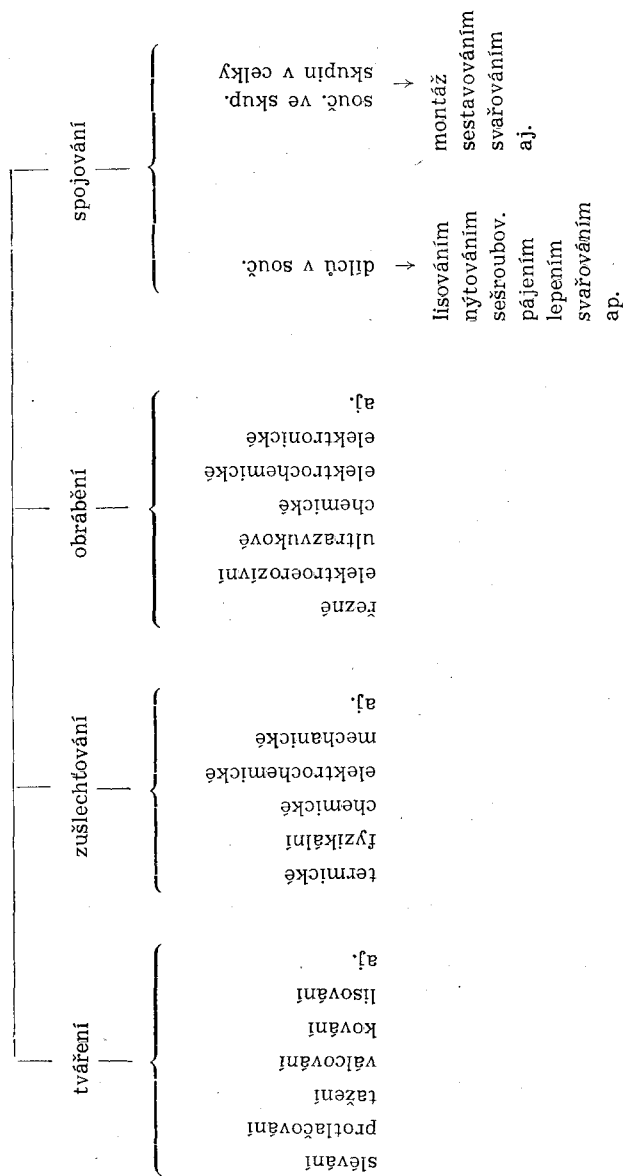 tváření
slévání
protlačování
tažení
válcování
kování
lisování
aj.
zušlechťování
termické
fyzikální
chemické
elektrochemické
mechanické
aj.
obrábění
řezné
elektroerozívní
ultrazvukové
chemické
elektrochemické
elektronické
aj.
spojování
dílců v souč.
→
lisováním
nýtováním
sešroubov.
pájením
lepením
svařováním
ap.
souč. ve skup.
skupin v celky
→
montáž
sestavováním
svařováním
aj.